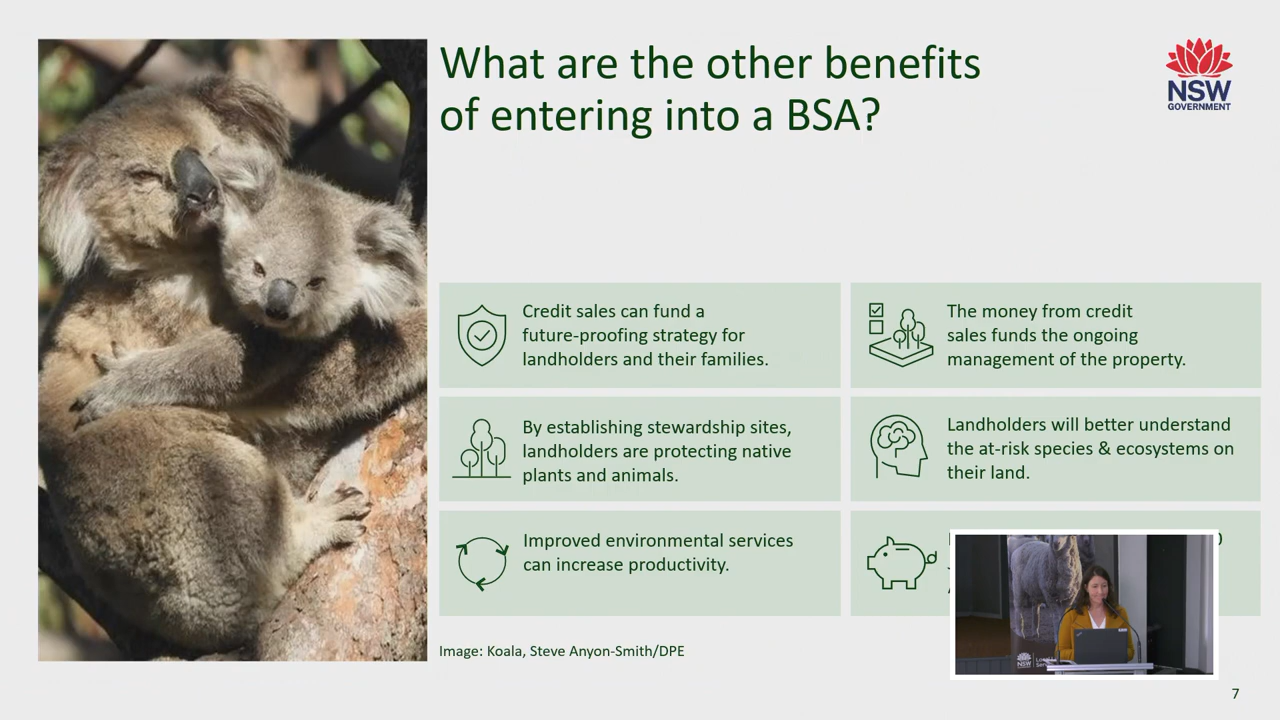 What are the other benefits
of entering into a BSA?
NSW
GOVERNMENT
Credit sales can fund a
future-proofing strategy for
landholders and their families.
The money from credit
sales funds the ongoing
management of the property.
By establishing stewardship sites,
landholders are protecting native
plants and animals.
Landholders will better understand
the at-risk species & ecosystems on
their land.
Improved environmental services
can increase productivity.
NSW
Image: Koala, Steve Anyon-Smith/DPE
7